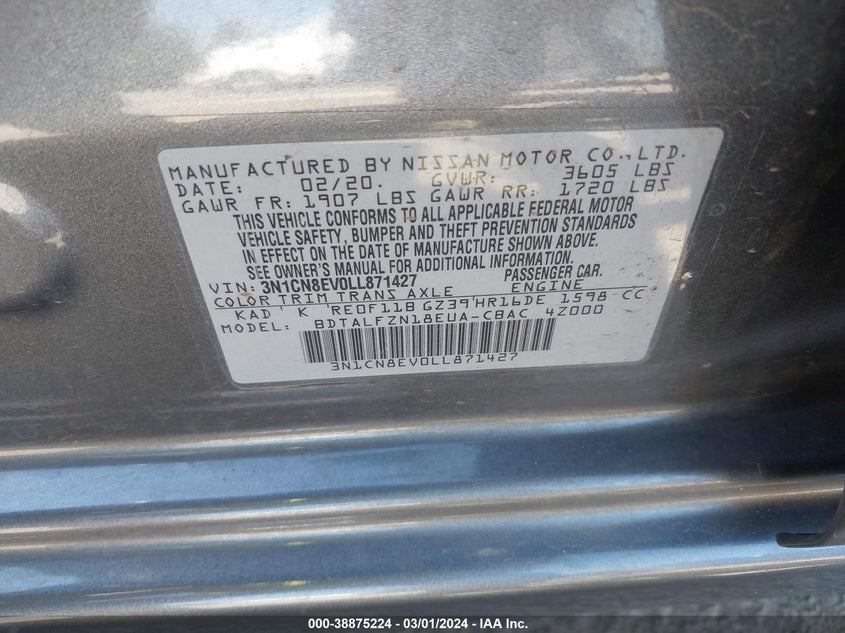 MANUFACTURED BY NISSAN MOTOR CO., LTD.
DATE: 02/20. GVWR: 3605 LBS
GAWR FR: 1907 LBS GAWR RR: 1720 LBS
THIS VEHICLE CONFORMS TO ALL APPLICABLE FEDERAL MOTOR
VEHICLE SAFETY, BUMPER AND THEFT PREVENTION STANDARDS
IN EFFECT ON THE DATE OF MANUFACTURE SHOWN ABOVE.
SEE OWNER'S MANUAL FOR ADDITIONAL INFORMATION.
VIN: 3N1CN8EV0LL871427 PASSENGER CAR.
COLOR TRIM TRANS AXLE ENGINE
KAD K RE0F11B GZ39 HR16DE 1598 CC
MODEL: BDTALFZN18EUA-CBAC 4Z000
3N1CN8EV0LL871427
000-38875224 - 03/01/2024 - IAA Inc.